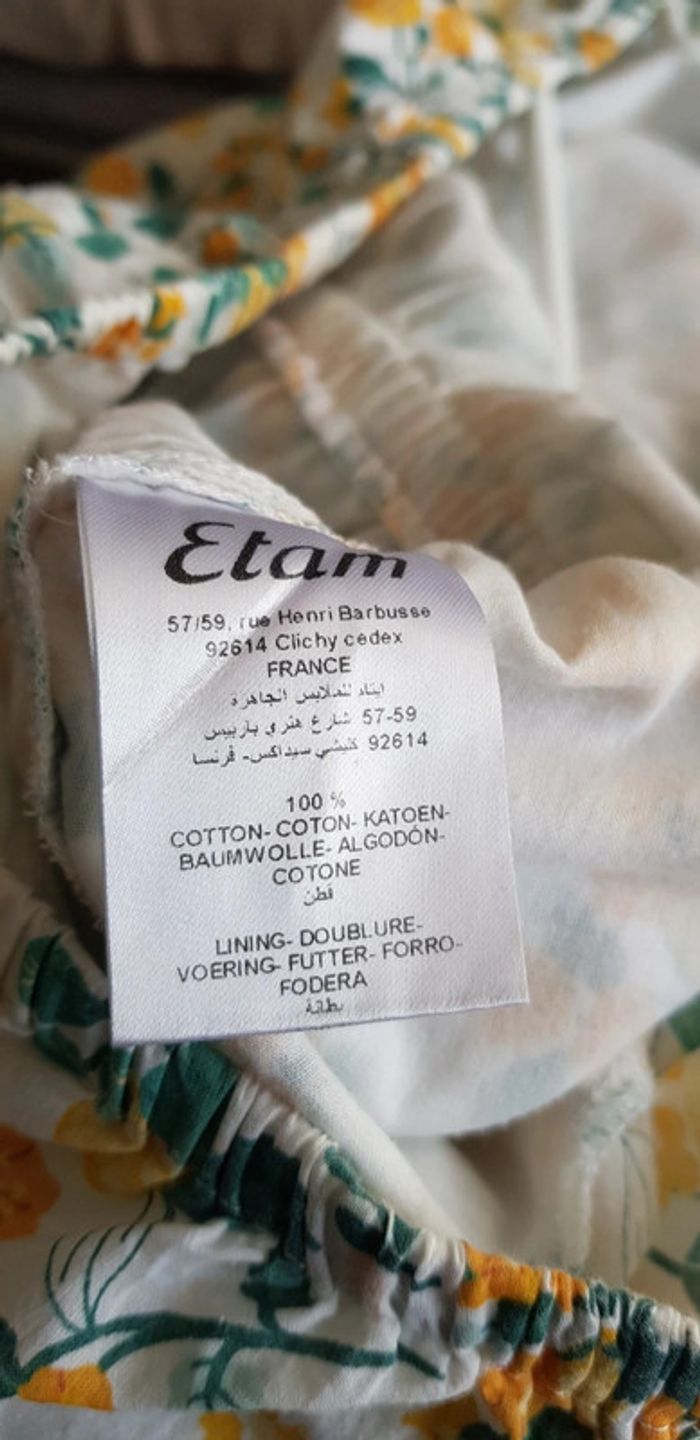 Etam
57/59, rue Henri Barbusse
92614 Clichy cedex
FRANCE
ايتام للملابس الجاهزة
57-59 شارع هنري باربيس
92614 كليشي سيداكس- فرنسا
100 %
COTTON- COTON- KATOEN-
BAUMWOLLE- ALGODÓN-
COTONE
قطن
LINING- DOUBLURE-
VOERING- FUTTER- FORRO-
FODERA
بطانة